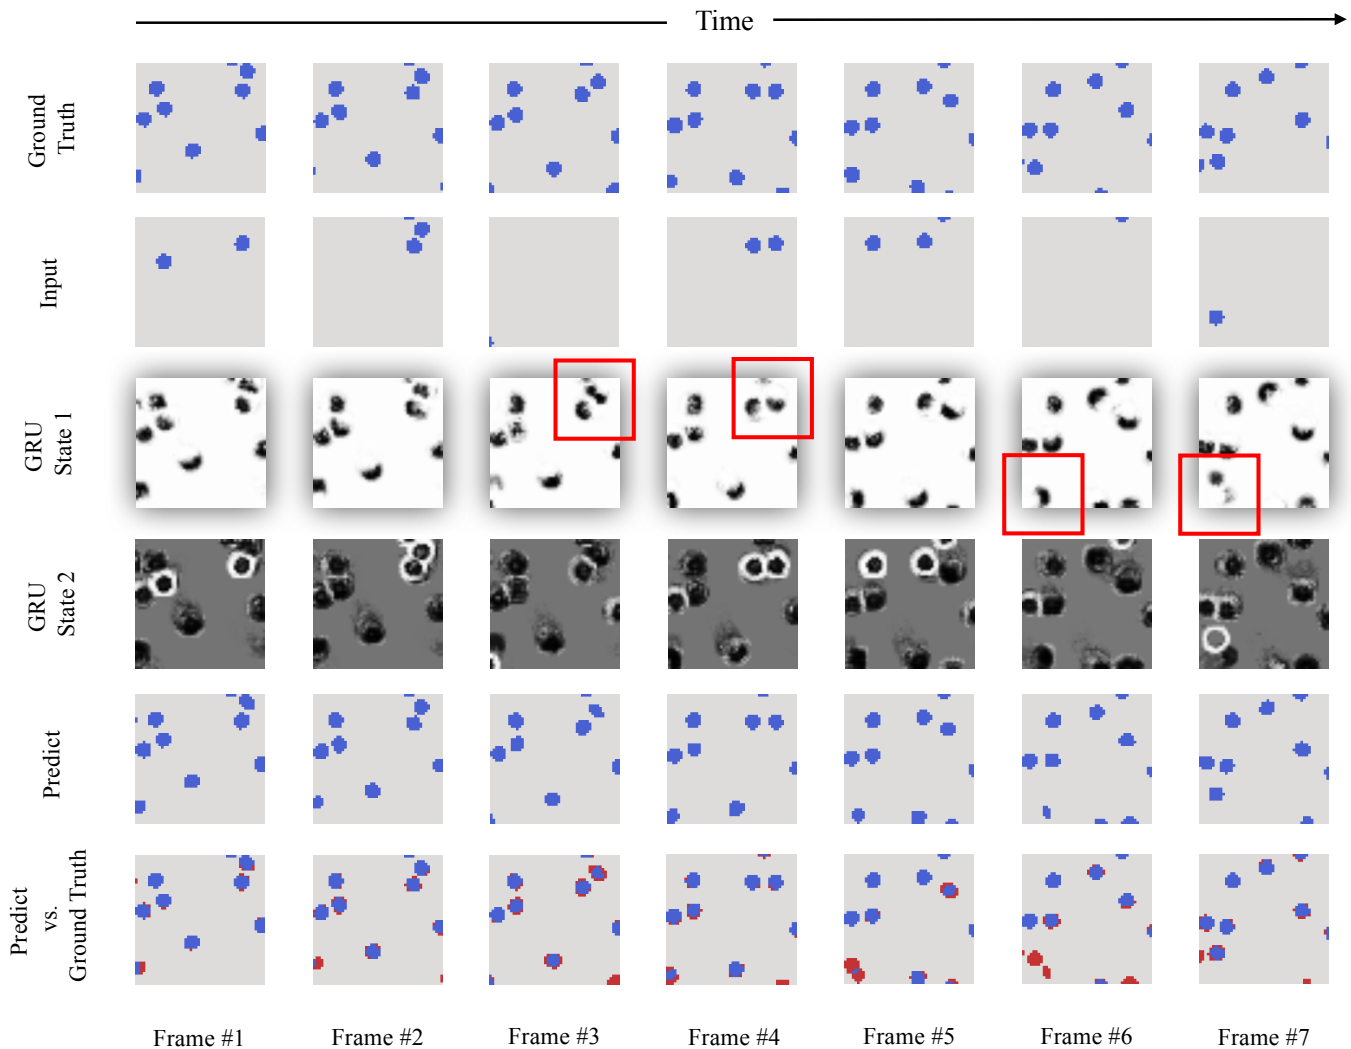 Time
Ground
Truth
Input
GRU
State 1
GRU
State 2
Predict
Predict
vs.
Ground Truth
Frame #1
Frame #2
Frame #3
Frame #4
Frame #5
Frame #6
Frame #7